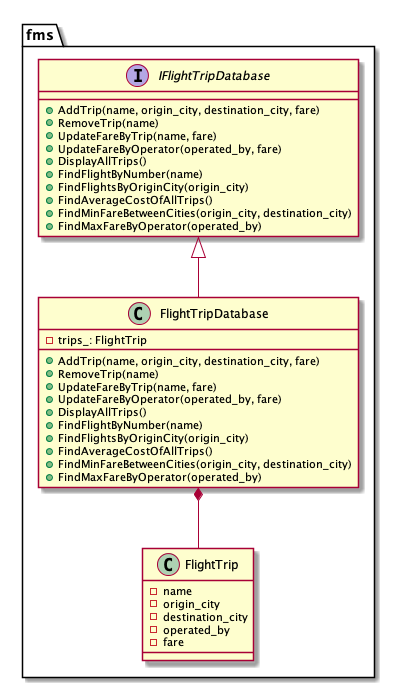 fms
I IFlightTripDatabase
AddTrip(name, origin_city, destination_city, fare)
RemoveTrip(name)
UpdateFareByTrip(name, fare)
UpdateFareByOperator(operated_by, fare)
DisplayAllTrips()
FindFlightByNumber(name)
FindFlightsByOriginCity(origin_city)
FindAverageCostOfAllTrips()
FindMinFareBetweenCities(origin_city, destination_city)
FindMaxFareByOperator(operated_by)
C FlightTripDatabase
trips_: FlightTrip
AddTrip(name, origin_city, destination_city, fare)
RemoveTrip(name)
UpdateFareByTrip(name, fare)
UpdateFareByOperator(operated_by, fare)
DisplayAllTrips()
FindFlightByNumber(name)
FindFlightsByOriginCity(origin_city)
FindAverageCostOfAllTrips()
FindMinFareBetweenCities(origin_city, destination_city)
FindMaxFareByOperator(operated_by)
C FlightTrip
name
origin_city
destination_city
operated_by
fare